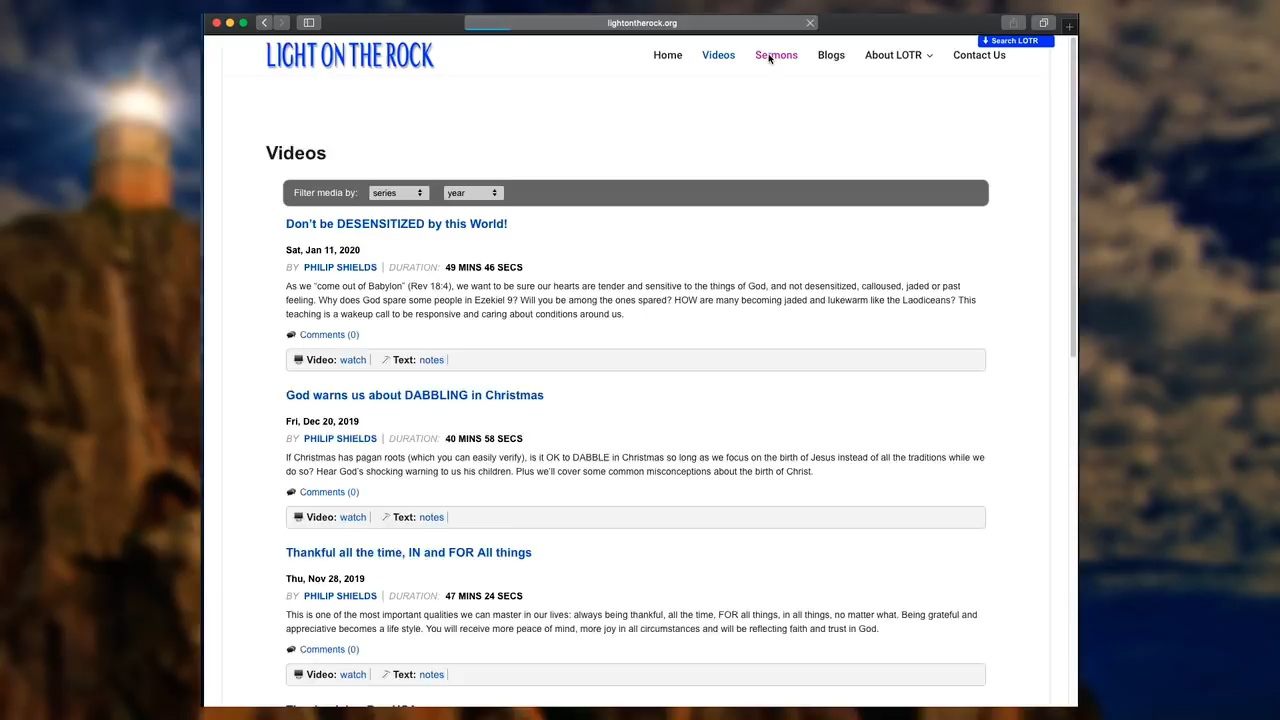 lightontherock.org
Search LOTR
LIGHT ON THE ROCK
Home Videos Sermons Blogs About LOTR Contact Us
Videos
Filter media by: series year
Don't be DESENSITIZED by this World!
Sat, Jan 11, 2020
BY PHILIP SHIELDS | DURATION: 49 MINS 46 SECS
As we "come out of Babylon" (Rev 18:4), we want to be sure our hearts are tender and sensitive to the things of God, and not desensitized, calloused, jaded or past
feeling. Why does God spare some people in Ezekiel 9? Will you be among the ones spared? HOW are many becoming jaded and lukewarm like the Laodiceans? This
teaching is a wakeup call to be responsive and caring about conditions around us.
Comments (0)
Video: watch | Text: notes |
God warns us about DABBLING in Christmas
Fri, Dec 20, 2019
BY PHILIP SHIELDS | DURATION: 40 MINS 58 SECS
If Christmas has pagan roots (which you can easily verify), is it OK to DABBLE in Christmas so long as we focus on the birth of Jesus instead of all the traditions while we
do so? Hear God's shocking warning to us his children. Plus we'll cover some common misconceptions about the birth of Christ.
Comments (0)
Video: watch | Text: notes |
Thankful all the time, IN and FOR All things
Thu, Nov 28, 2019
BY PHILIP SHIELDS | DURATION: 47 MINS 24 SECS
This is one of the most important qualities we can master in our lives: always being thankful, all the time, FOR all things, in all things, no matter what. Being grateful and
appreciative becomes a life style. You will receive more peace of mind, more joy in all circumstances and will be reflecting faith and trust in God.
Comments (0)
Video: watch | Text: notes |